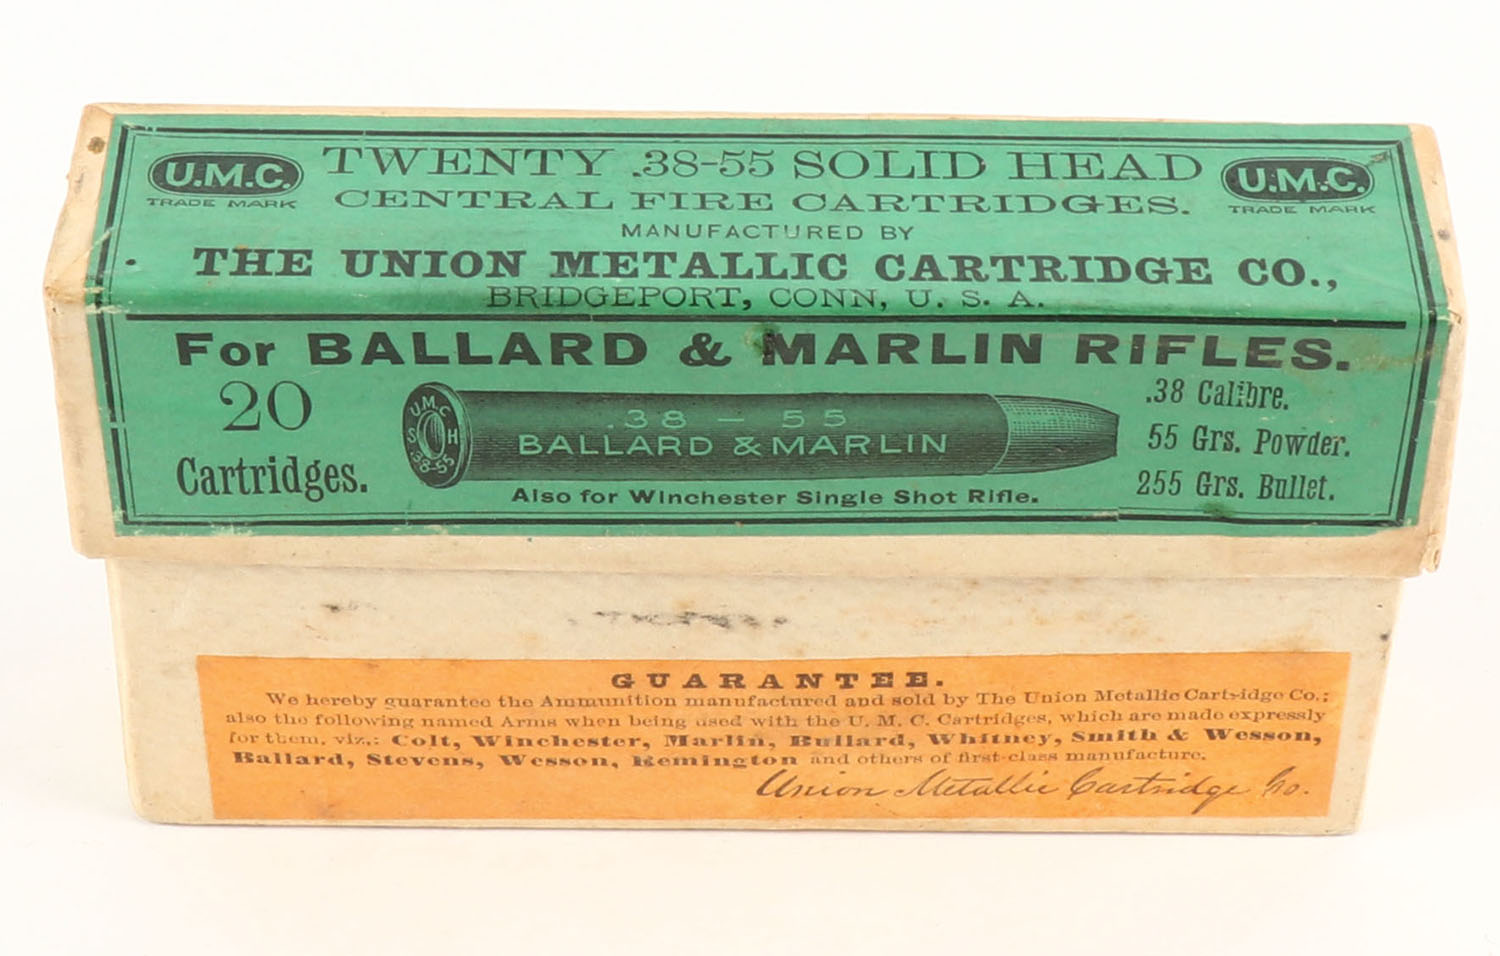 U.M.C. TWENTY .38-55 SOLID HEAD U.M.C.
TRADE MARK CENTRAL FIRE CARTRIDGES. TRADE MARK
MANUFACTURED BY
THE UNION METALLIC CARTRIDGE CO.,
BRIDGEPORT, CONN, U. S. A.
For BALLARD & MARLIN RIFLES.
20
Cartridges.
U.M.C
S H
.38-55
.38 - 55
BALLARD & MARLIN
Also for Winchester Single Shot Rifle.
.38 Calibre.
55 Grs. Powder.
255 Grs. Bullet.
GUARANTEE.
We hereby guarantee the Ammunition manufactured and sold by The Union Metallic Cartridge Co.;
also the following named Arms when being used with the U. M. C. Cartridges, which are made expressly
for them, viz.: Colt, Winchester, Marlin, Bullard, Whitney, Smith & Wesson,
Ballard, Stevens, Wesson, Remington and others of first-class manufacture.
Union Metallic Cartridge Co.